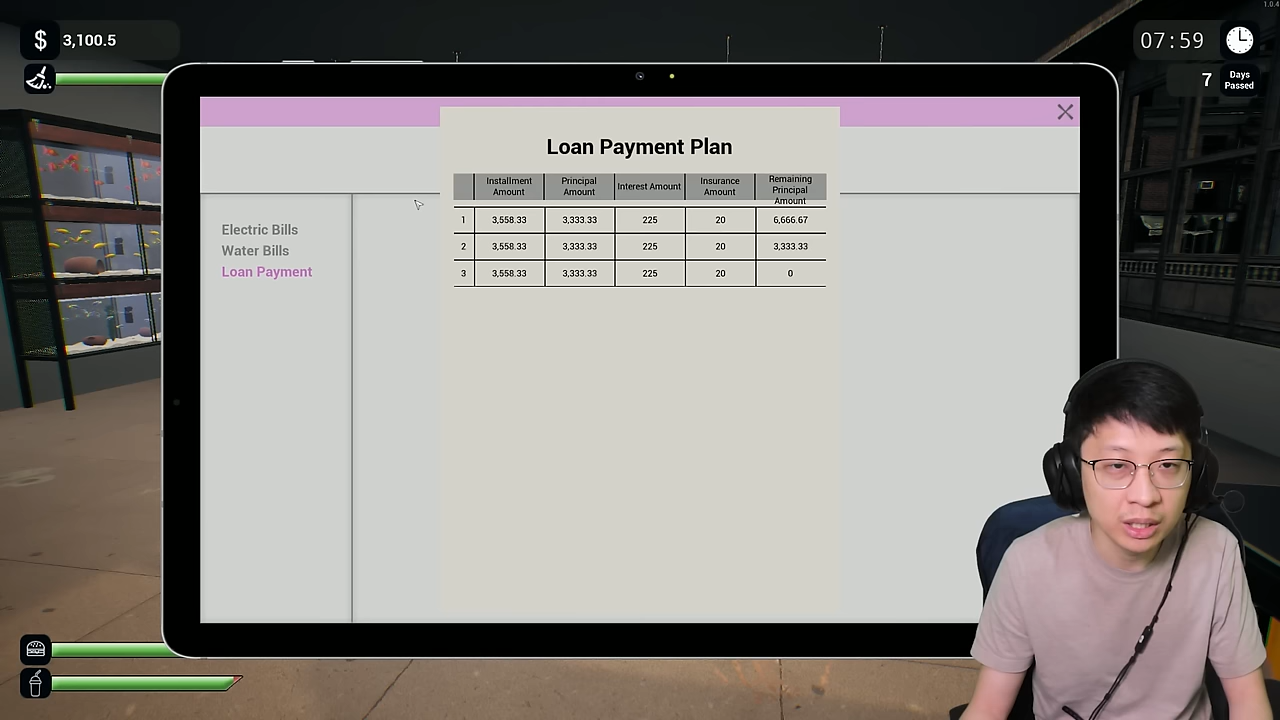 1.0.4
$ 3,100.5
07:59
7 Days Passed
Loan Payment Plan
Installment Amount Principal Amount Interest Amount Insurance Amount Remaining Principal Amount
1 3,558.33 3,333.33 225 20 6,666.67
2 3,558.33 3,333.33 225 20 3,333.33
3 3,558.33 3,333.33 225 20 0
Electric Bills
Water Bills
Loan Payment